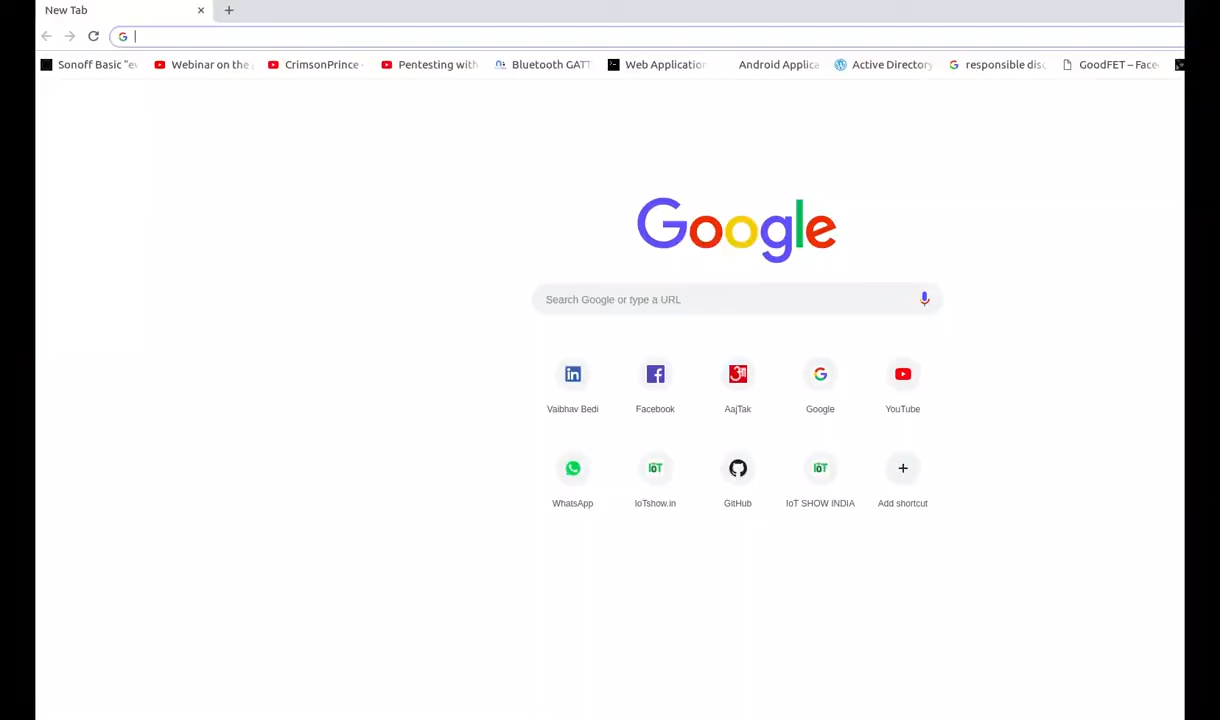 New Tab
Sonoff Basic "ev Webinar on the CrimsonPrince Pentesting with Bluetooth GATT Web Application Android Applica Active Directory responsible disc GoodFET – Face
Google
Search Google or type a URL
Vaibhav Bedi Facebook AajTak Google YouTube
WhatsApp IoTshow.in GitHub IoT SHOW INDIA Add shortcut